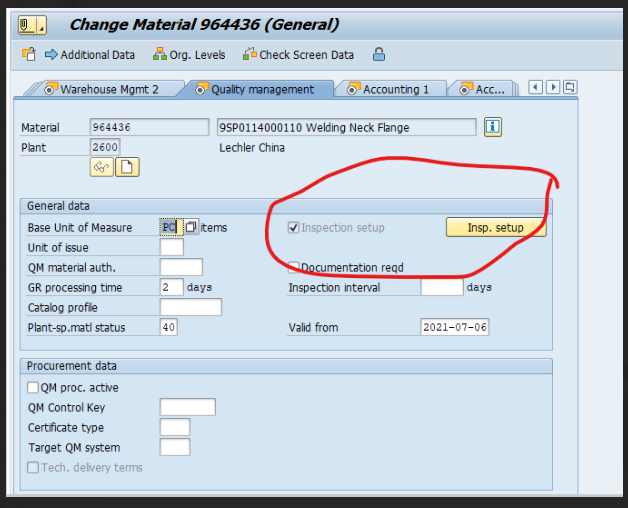 Change Material 964436 (General)
Additional Data Org. Levels Check Screen Data
Warehouse Mgmt 2 Quality management Accounting 1 Acc...
Material 964436 9SP0114000110 Welding Neck Flange
Plant 2600 Lechler China
General data
Base Unit of Measure PC items Inspection setup Insp. setup
Unit of issue
QM material auth. Documentation reqd
GR processing time 2 days Inspection interval days
Catalog profile
Plant-sp.matl status 40 Valid from 2021-07-06
Procurement data
QM proc. active
QM Control Key
Certificate type
Target QM system
Tech. delivery terms